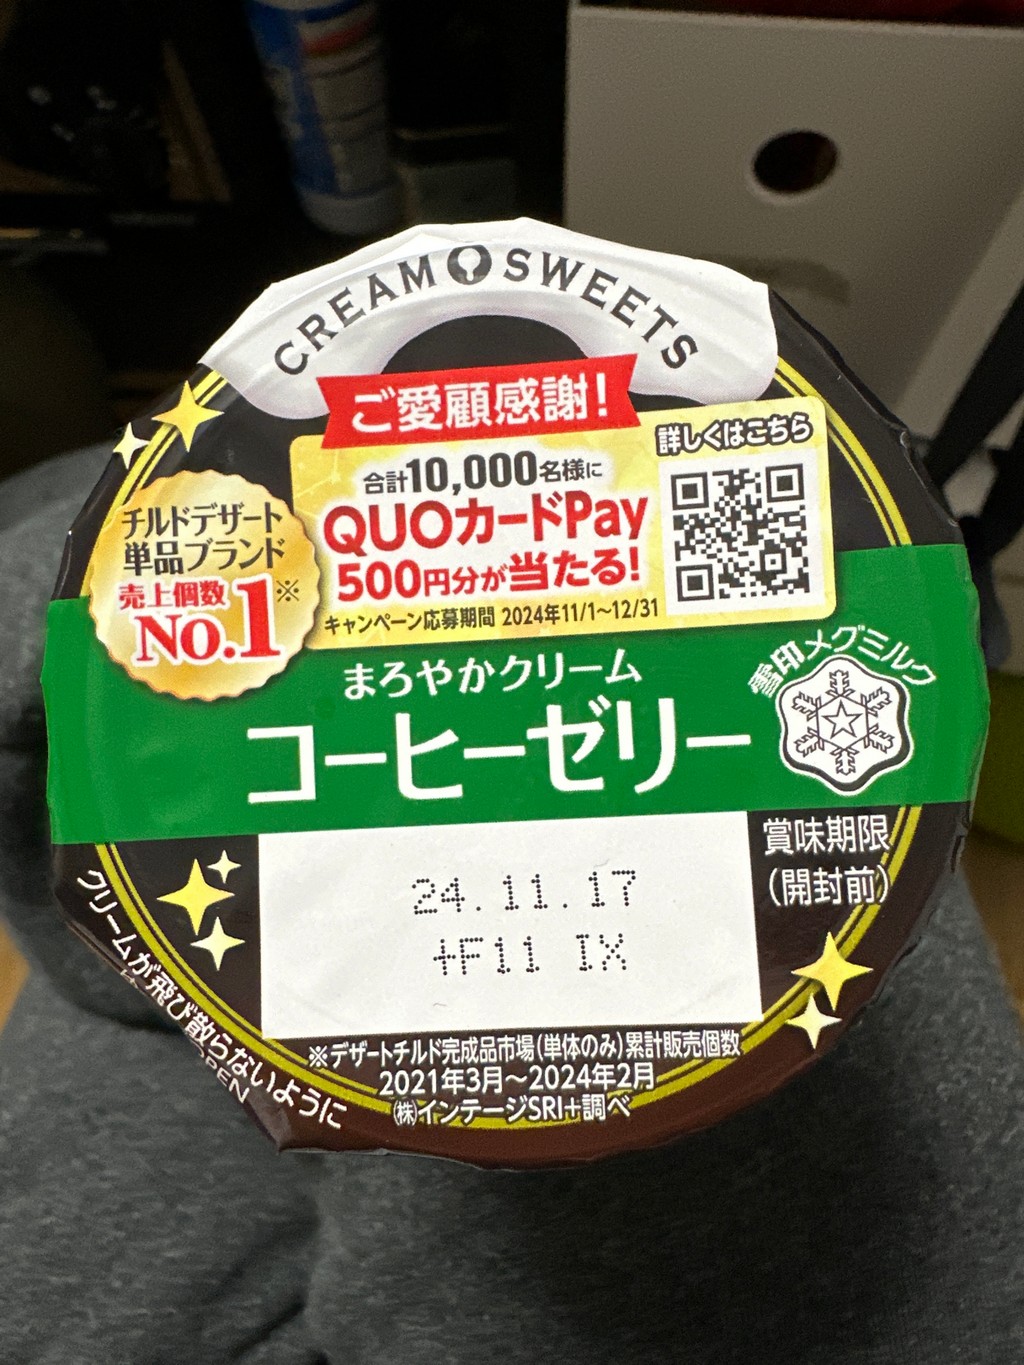 CREAM SWEETS
ご愛顧感謝!
合計10,000名様に
QUOカードPay
500円分が当たる!
キャンペーン応募期間 2024年11/1～12/31
詳しくはこちら
チルドデザート
単品ブランド
売上個数
No.1※
まろやかクリーム
コーヒーゼリー
雪印メグミルク
賞味期限
(開封前)
24.11.17
+F11 IX
クリームが飛び散らないように
OPEN
※デザートチルド完成品市場(単体のみ)累計販売個数
2021年3月～2024年2月
㈱インテージSRI+調べ